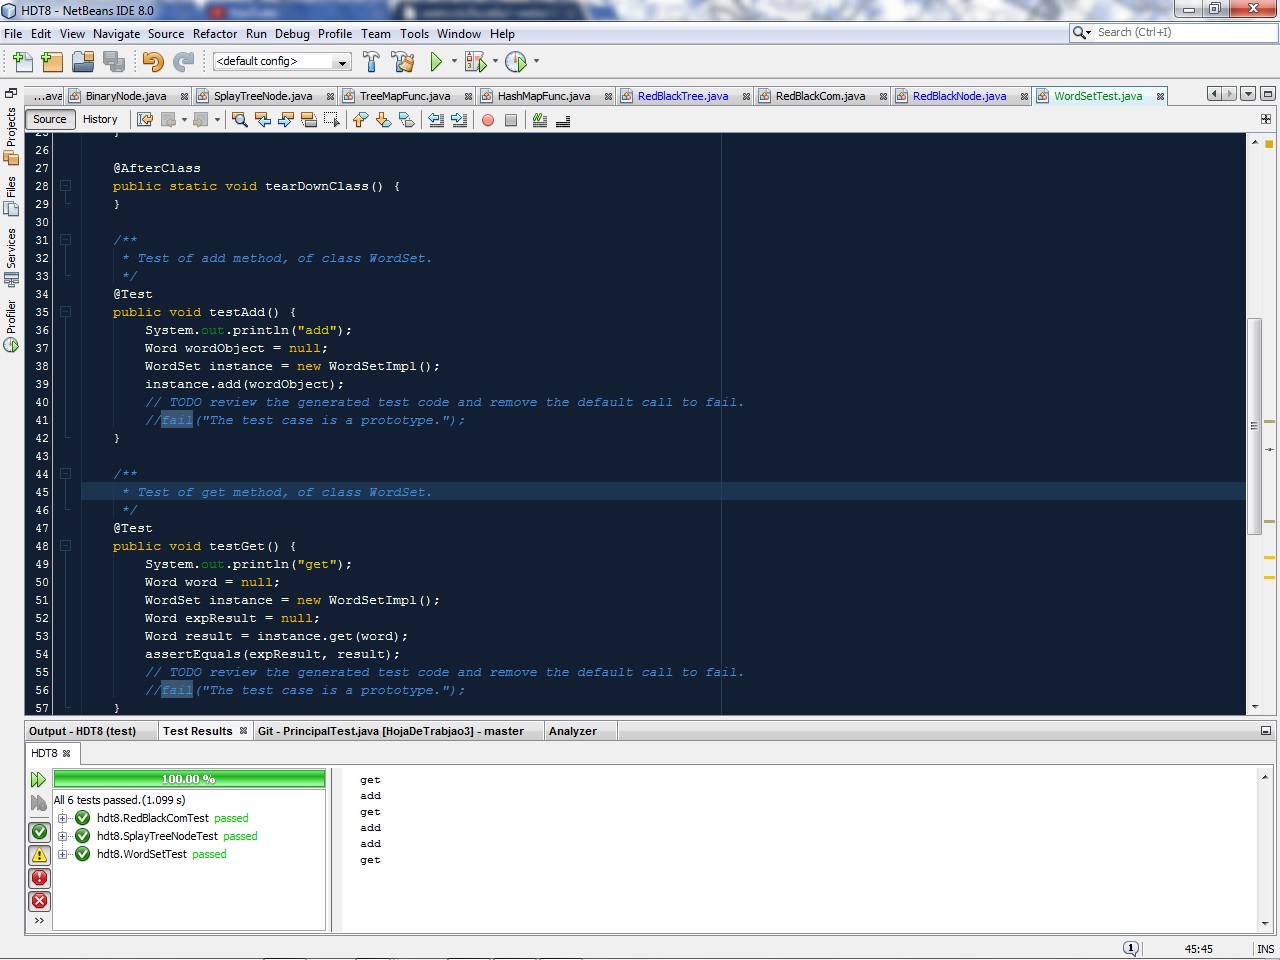 HDT8 - NetBeans IDE 8.0
File Edit View Navigate Source Refactor Run Debug Profile Team Tools Window Help
Search (Ctrl+I)
<default config>
...ava BinaryNode.java SplayTreeNode.java TreeMapFunc.java HashMapFunc.java RedBlackTree.java RedBlackCom.java RedBlackNode.java WordSetTest.java
Source History
Projects
Files
Services
Profiler
25 }
26
27 @AfterClass
28 public static void tearDownClass() {
29 }
30
31 /**
32 * Test of add method, of class WordSet.
33 */
34 @Test
35 public void testAdd() {
36 System.out.println("add");
37 Word wordObject = null;
38 WordSet instance = new WordSetImpl();
39 instance.add(wordObject);
40 // TODO review the generated test code and remove the default call to fail.
41 //fail("The test case is a prototype.");
42 }
43
44 /**
45 * Test of get method, of class WordSet.
46 */
47 @Test
48 public void testGet() {
49 System.out.println("get");
50 Word word = null;
51 WordSet instance = new WordSetImpl();
52 Word expResult = null;
53 Word result = instance.get(word);
54 assertEquals(expResult, result);
55 // TODO review the generated test code and remove the default call to fail.
56 //fail("The test case is a prototype.");
57 }
Output - HDT8 (test) Test Results Git - PrincipalTest.java [HojaDeTrabjao3] - master Analyzer
HDT8
100.00 %
All 6 tests passed.(1.099 s)
hdt8.RedBlackComTest passed
hdt8.SplayTreeNodeTest passed
hdt8.WordSetTest passed
get
add
get
add
add
get
>>
1
45:45 INS